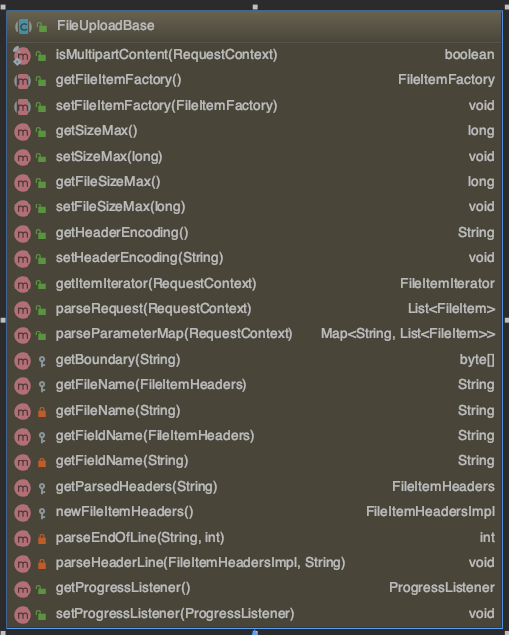 FileUploadBase
isMultipartContent(RequestContext) boolean
getFileItemFactory() FileItemFactory
setFileItemFactory(FileItemFactory) void
getSizeMax() long
setSizeMax(long) void
getFileSizeMax() long
setFileSizeMax(long) void
getHeaderEncoding() String
setHeaderEncoding(String) void
getItemIterator(RequestContext) FileItemIterator
parseRequest(RequestContext) List<FileItem>
parseParameterMap(RequestContext) Map<String, List<FileItem>>
getBoundary(String) byte[]
getFileName(FileItemHeaders) String
getFileName(String) String
getFieldName(FileItemHeaders) String
getFieldName(String) String
getParsedHeaders(String) FileItemHeaders
newFileItemHeaders() FileItemHeadersImpl
parseEndOfLine(String, int) int
parseHeaderLine(FileItemHeadersImpl, String) void
getProgressListener() ProgressListener
setProgressListener(ProgressListener) void